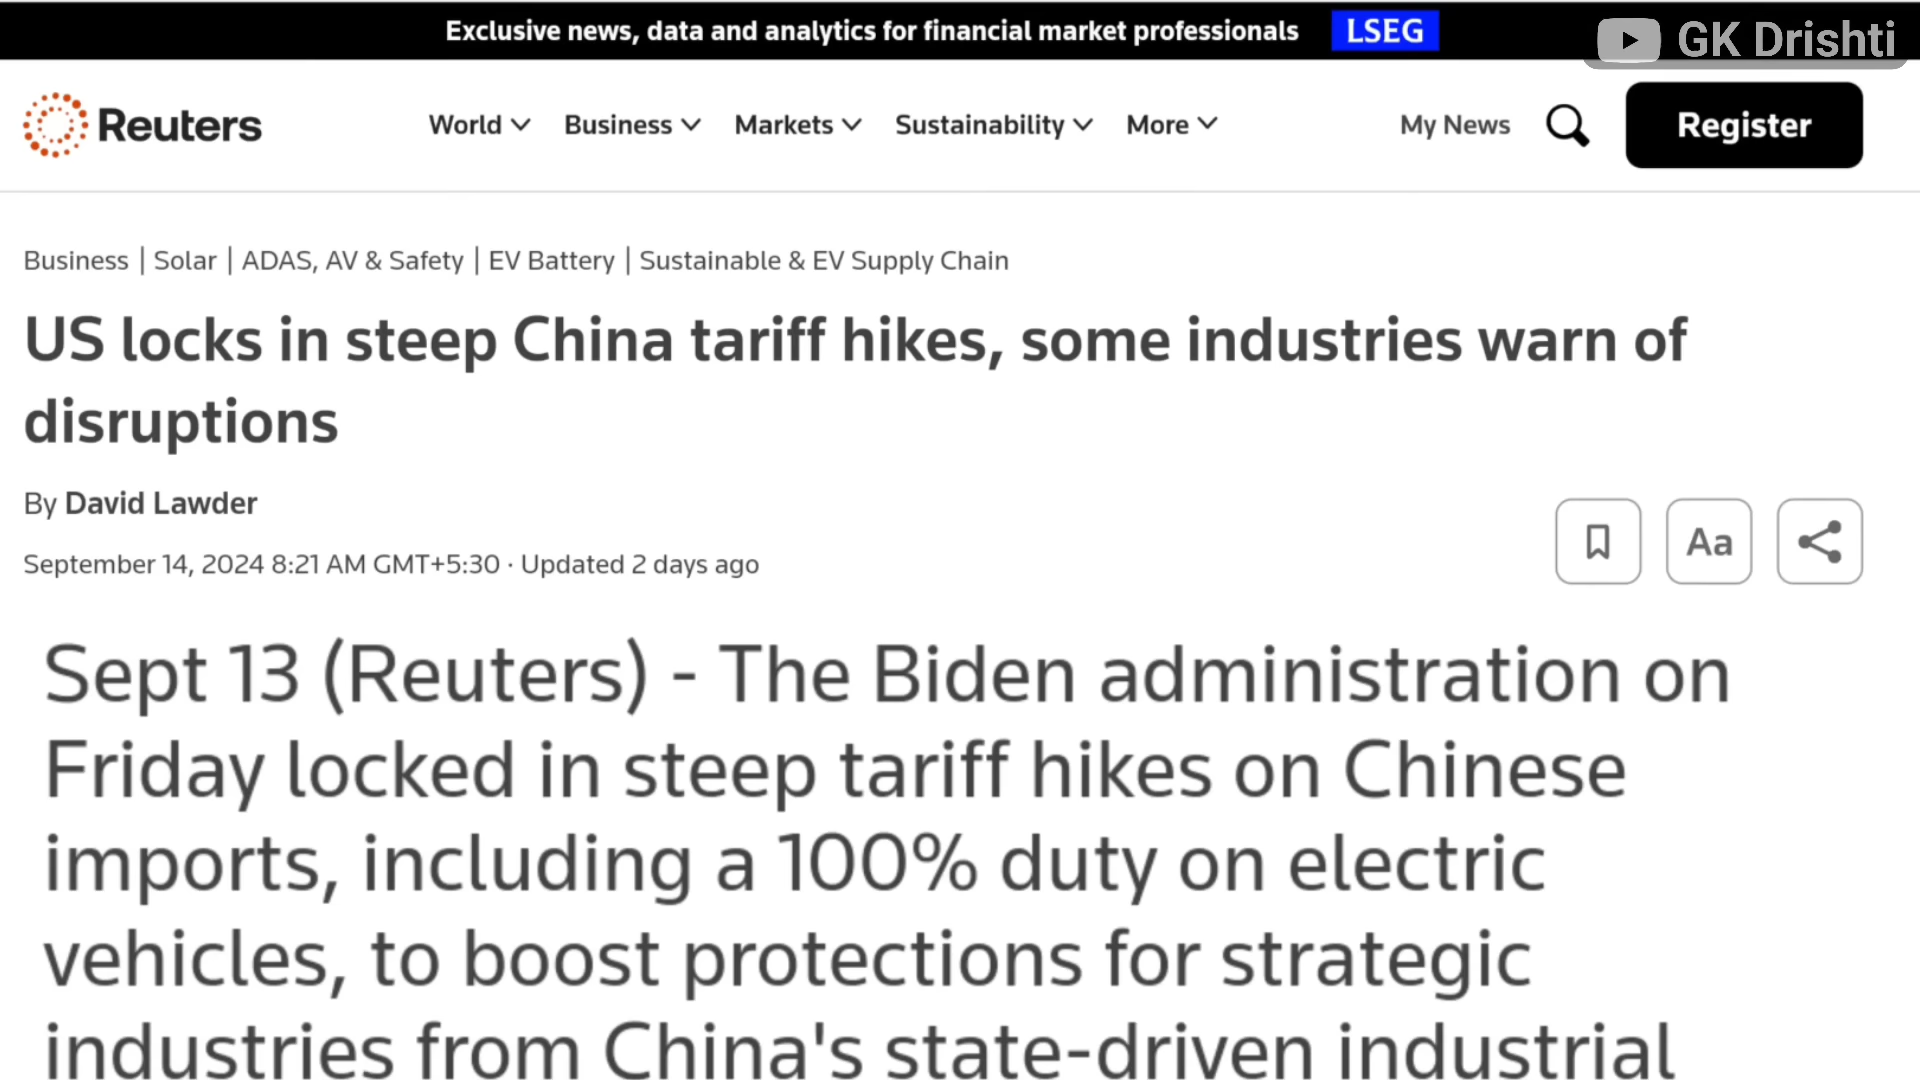 Exclusive news, data and analytics for financial market professionals LSEG
GK Drishti
Reuters World Business Markets Sustainability More My News Register
Business | Solar | ADAS, AV & Safety | EV Battery | Sustainable & EV Supply Chain
US locks in steep China tariff hikes, some industries warn of
disruptions
By David Lawder
September 14, 2024 8:21 AM GMT+5:30 · Updated 2 days ago
Aa
Sept 13 (Reuters) - The Biden administration on
Friday locked in steep tariff hikes on Chinese
imports, including a 100% duty on electric
vehicles, to boost protections for strategic
industries from China's state-driven industrial